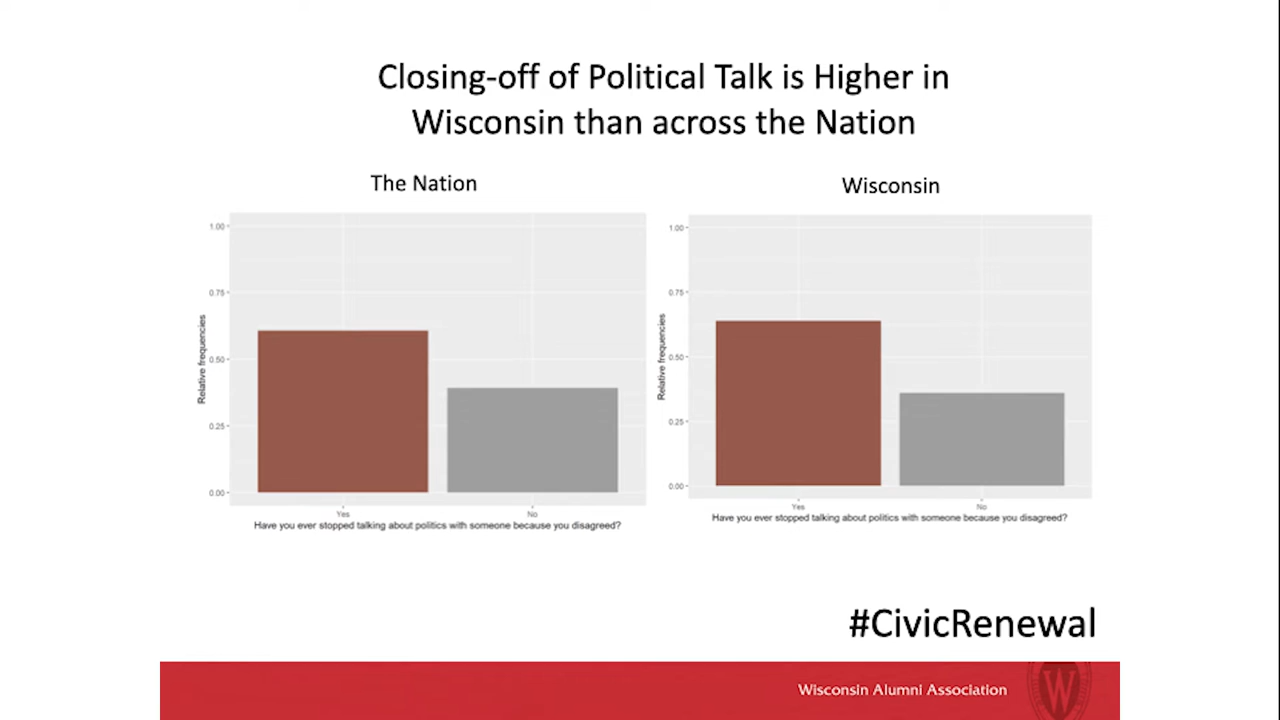 Closing-off of Political Talk is Higher in
Wisconsin than across the Nation
The Nation
1.00
0.75
0.50
0.25
0.00
Relative frequencies
Yes
No
Have you ever stopped talking about politics with someone because you disagreed?
Wisconsin
1.00
0.75
0.50
0.25
0.00
Relative frequencies
Yes
No
Have you ever stopped talking about politics with someone because you disagreed?
#CivicRenewal
Wisconsin Alumni Association
W